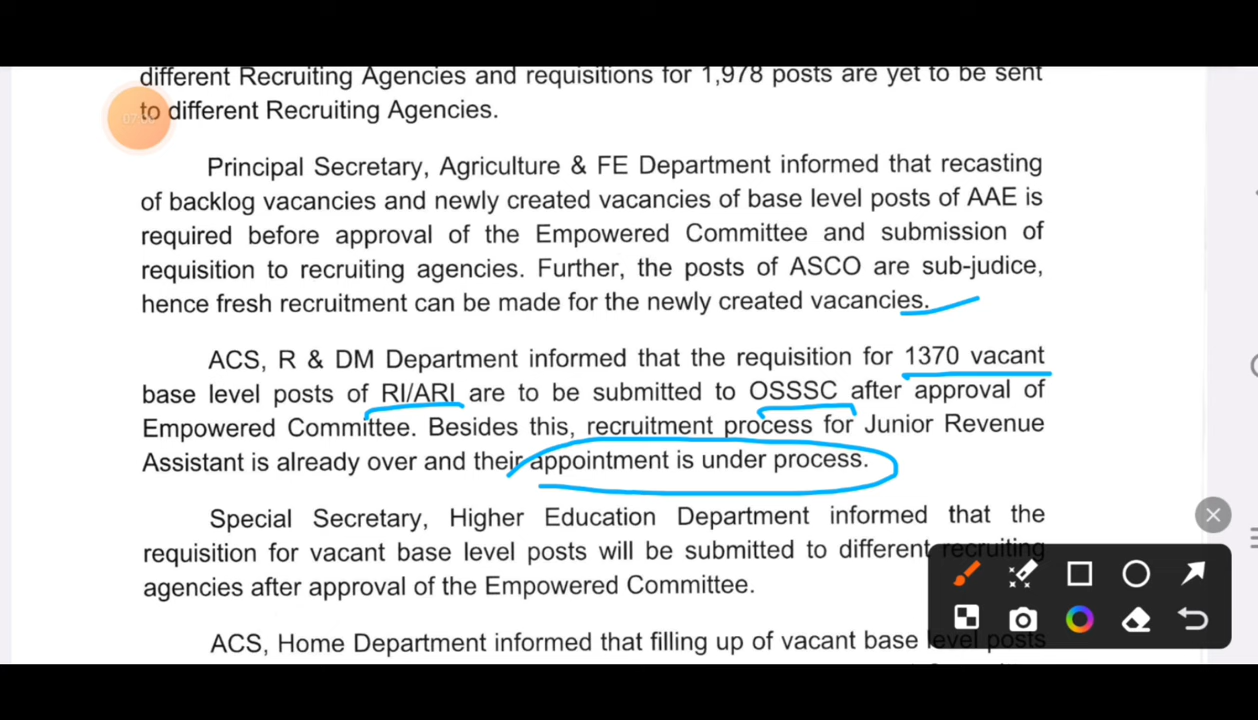 different Recruiting Agencies and requisitions for 1,978 posts are yet to be sent
to different Recruiting Agencies.
Principal Secretary, Agriculture & FE Department informed that recasting
of backlog vacancies and newly created vacancies of base level posts of AAE is
required before approval of the Empowered Committee and submission of
requisition to recruiting agencies. Further, the posts of ASCO are sub-judice,
hence fresh recruitment can be made for the newly created vacancies.
ACS, R & DM Department informed that the requisition for 1370 vacant
base level posts of RI/ARI are to be submitted to OSSSC after approval of
Empowered Committee. Besides this, recruitment process for Junior Revenue
Assistant is already over and their appointment is under process.
Special Secretary, Higher Education Department informed that the
requisition for vacant base level posts will be submitted to different recruiting
agencies after approval of the Empowered Committee.
ACS, Home Department informed that filling up of vacant base level posts